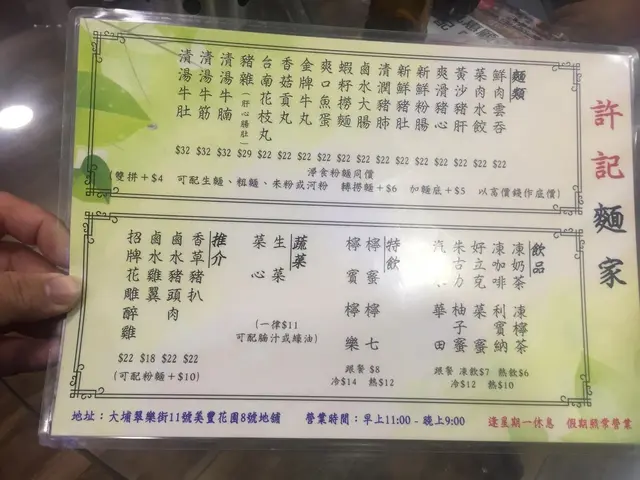 許記麵家
麵類
鮮肉雲吞 $22
菜肉水餃 $22
黃沙豬肝 $22
爽滑豬心 $22
新鮮粉腸 $22
新鮮豬肚 $22
清潤豬肺 $22
鹵水大腸 $22
蝦籽撈麵 $22
爽口魚蛋 $22
金牌牛丸 $22
香菇貢丸 $22
台南花枝丸 $22
豬雜(肝心腸肚) $29
清湯牛腩 $32
清湯牛筋 $32
清湯牛肚 $32
淨食粉麵同價
(雙拼+$4 可配生麵、粗麵、米粉或河粉 轉撈麵+$6 加麵底+$5 以高價錢作底價)
飲品
凍奶茶 凍檸茶
凍咖啡 利賓納
好立克 菜蜜
朱古力 柚子蜜
汽水 華田
跟餐 凍飲$7 熱飲$6
冷$12 熱$10
特飲
檸蜜 檸七
檸賓 檸樂
跟餐 $8
冷$14 熱$12
蔬菜
生菜
菜心
(一律$11
可配腩汁或蠔油)
推介
香草豬扒 $22
鹵水豬頭肉 $22
鹵水雞翼 $18
招牌花雕醉雞 $22
(可配粉麵+$10)
地址：大埔翠樂街11號美豐花園8號地舖 營業時間：早上11:00 - 晚上9:00 逢星期一休息 假期照常營業